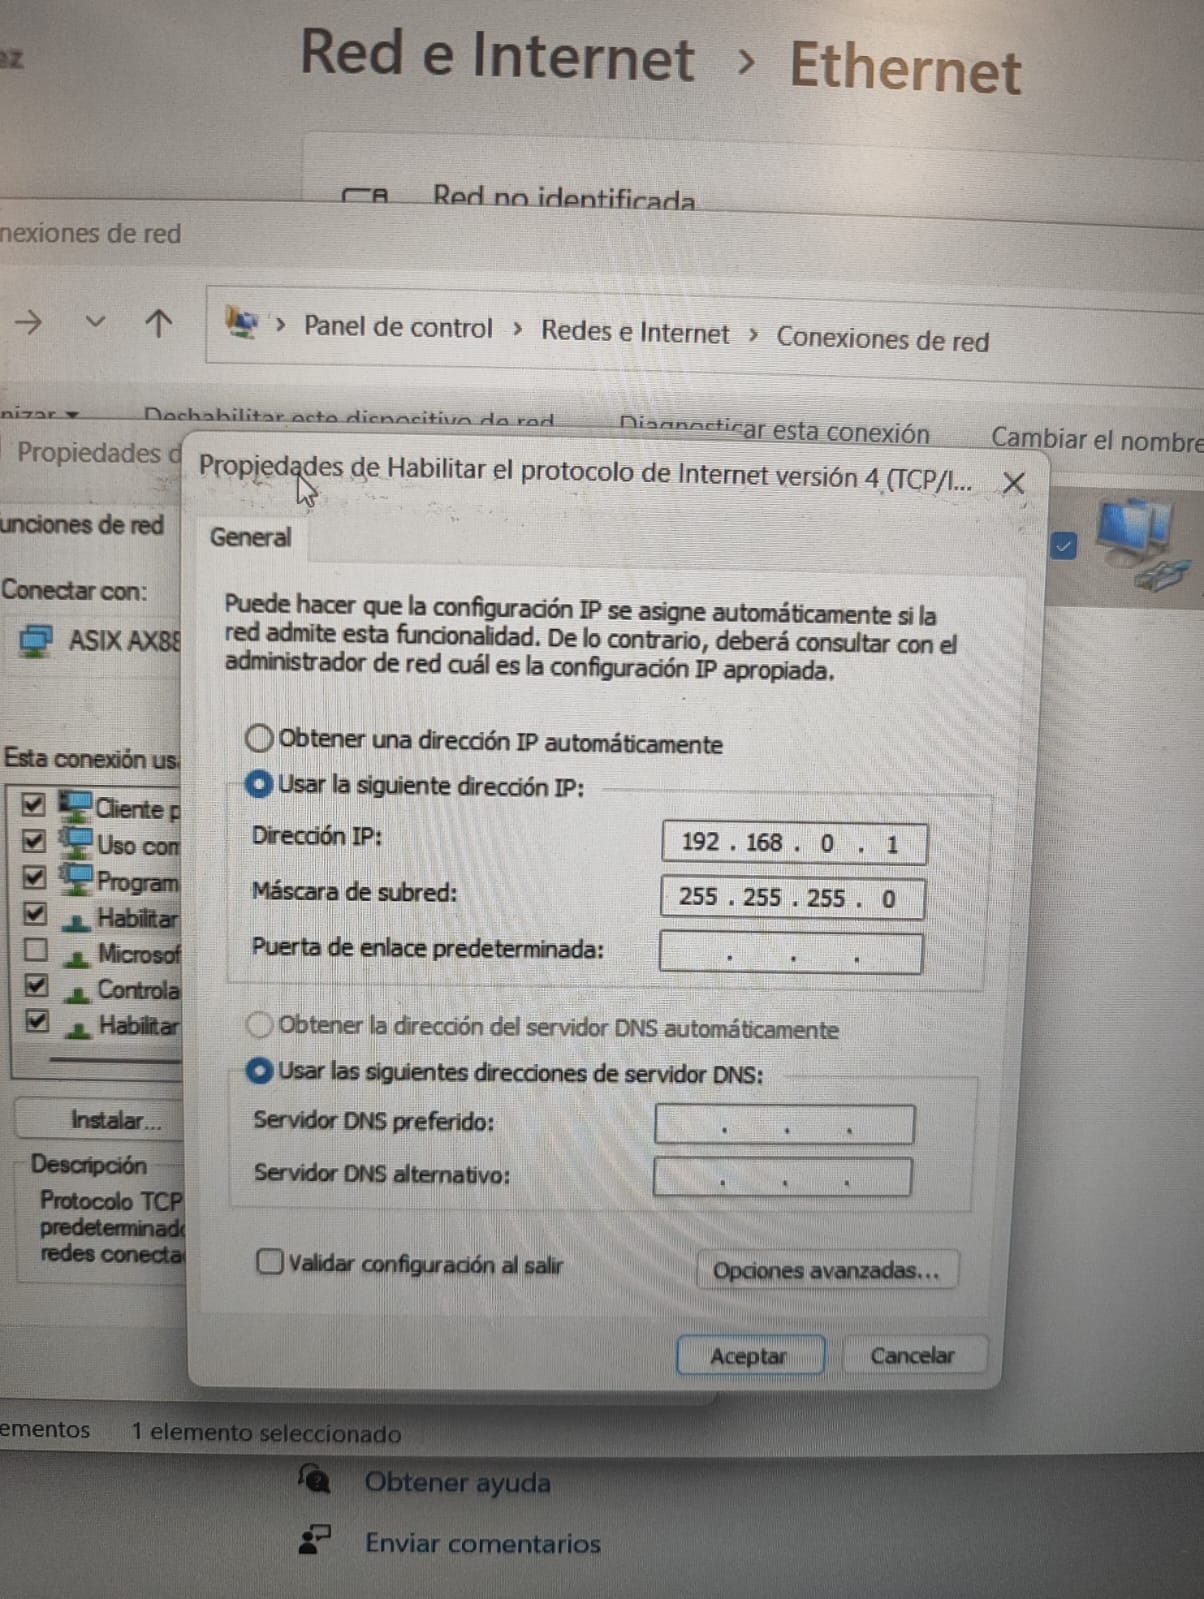 Red e Internet > Ethernet
Red no identificada
nexiones de red
Panel de control > Redes e Internet > Conexiones de red
nizar
Deshabilitar este dispositivo de red
Diagnosticar esta conexión
Cambiar el nombre
Propiedades d
Propiedades de Habilitar el protocolo de Internet versión 4 (TCP/I...
unciones de red
General
Conectar con:
ASIX AX88
Puede hacer que la configuración IP se asigne automáticamente si la
red admite esta funcionalidad. De lo contrario, deberá consultar con el
administrador de red cuál es la configuración IP apropiada.
Obtener una dirección IP automáticamente
Usar la siguiente dirección IP:
Dirección IP:
192 . 168 . 0 . 1
Máscara de subred:
255 . 255 . 255 . 0
Puerta de enlace predeterminada:
. . .
Esta conexión usa
Cliente p
Uso com
Program
Habilitar
Microsof
Controla
Habilitar
Obtener la dirección del servidor DNS automáticamente
Usar las siguientes direcciones de servidor DNS:
Servidor DNS preferido:
. . .
Servidor DNS alternativo:
. . .
Instalar...
Descripción
Protocolo TCP
predeterminado
redes conecta
Validar configuración al salir
Opciones avanzadas...
Aceptar
Cancelar
ementos
1 elemento seleccionado
Obtener ayuda
Enviar comentarios